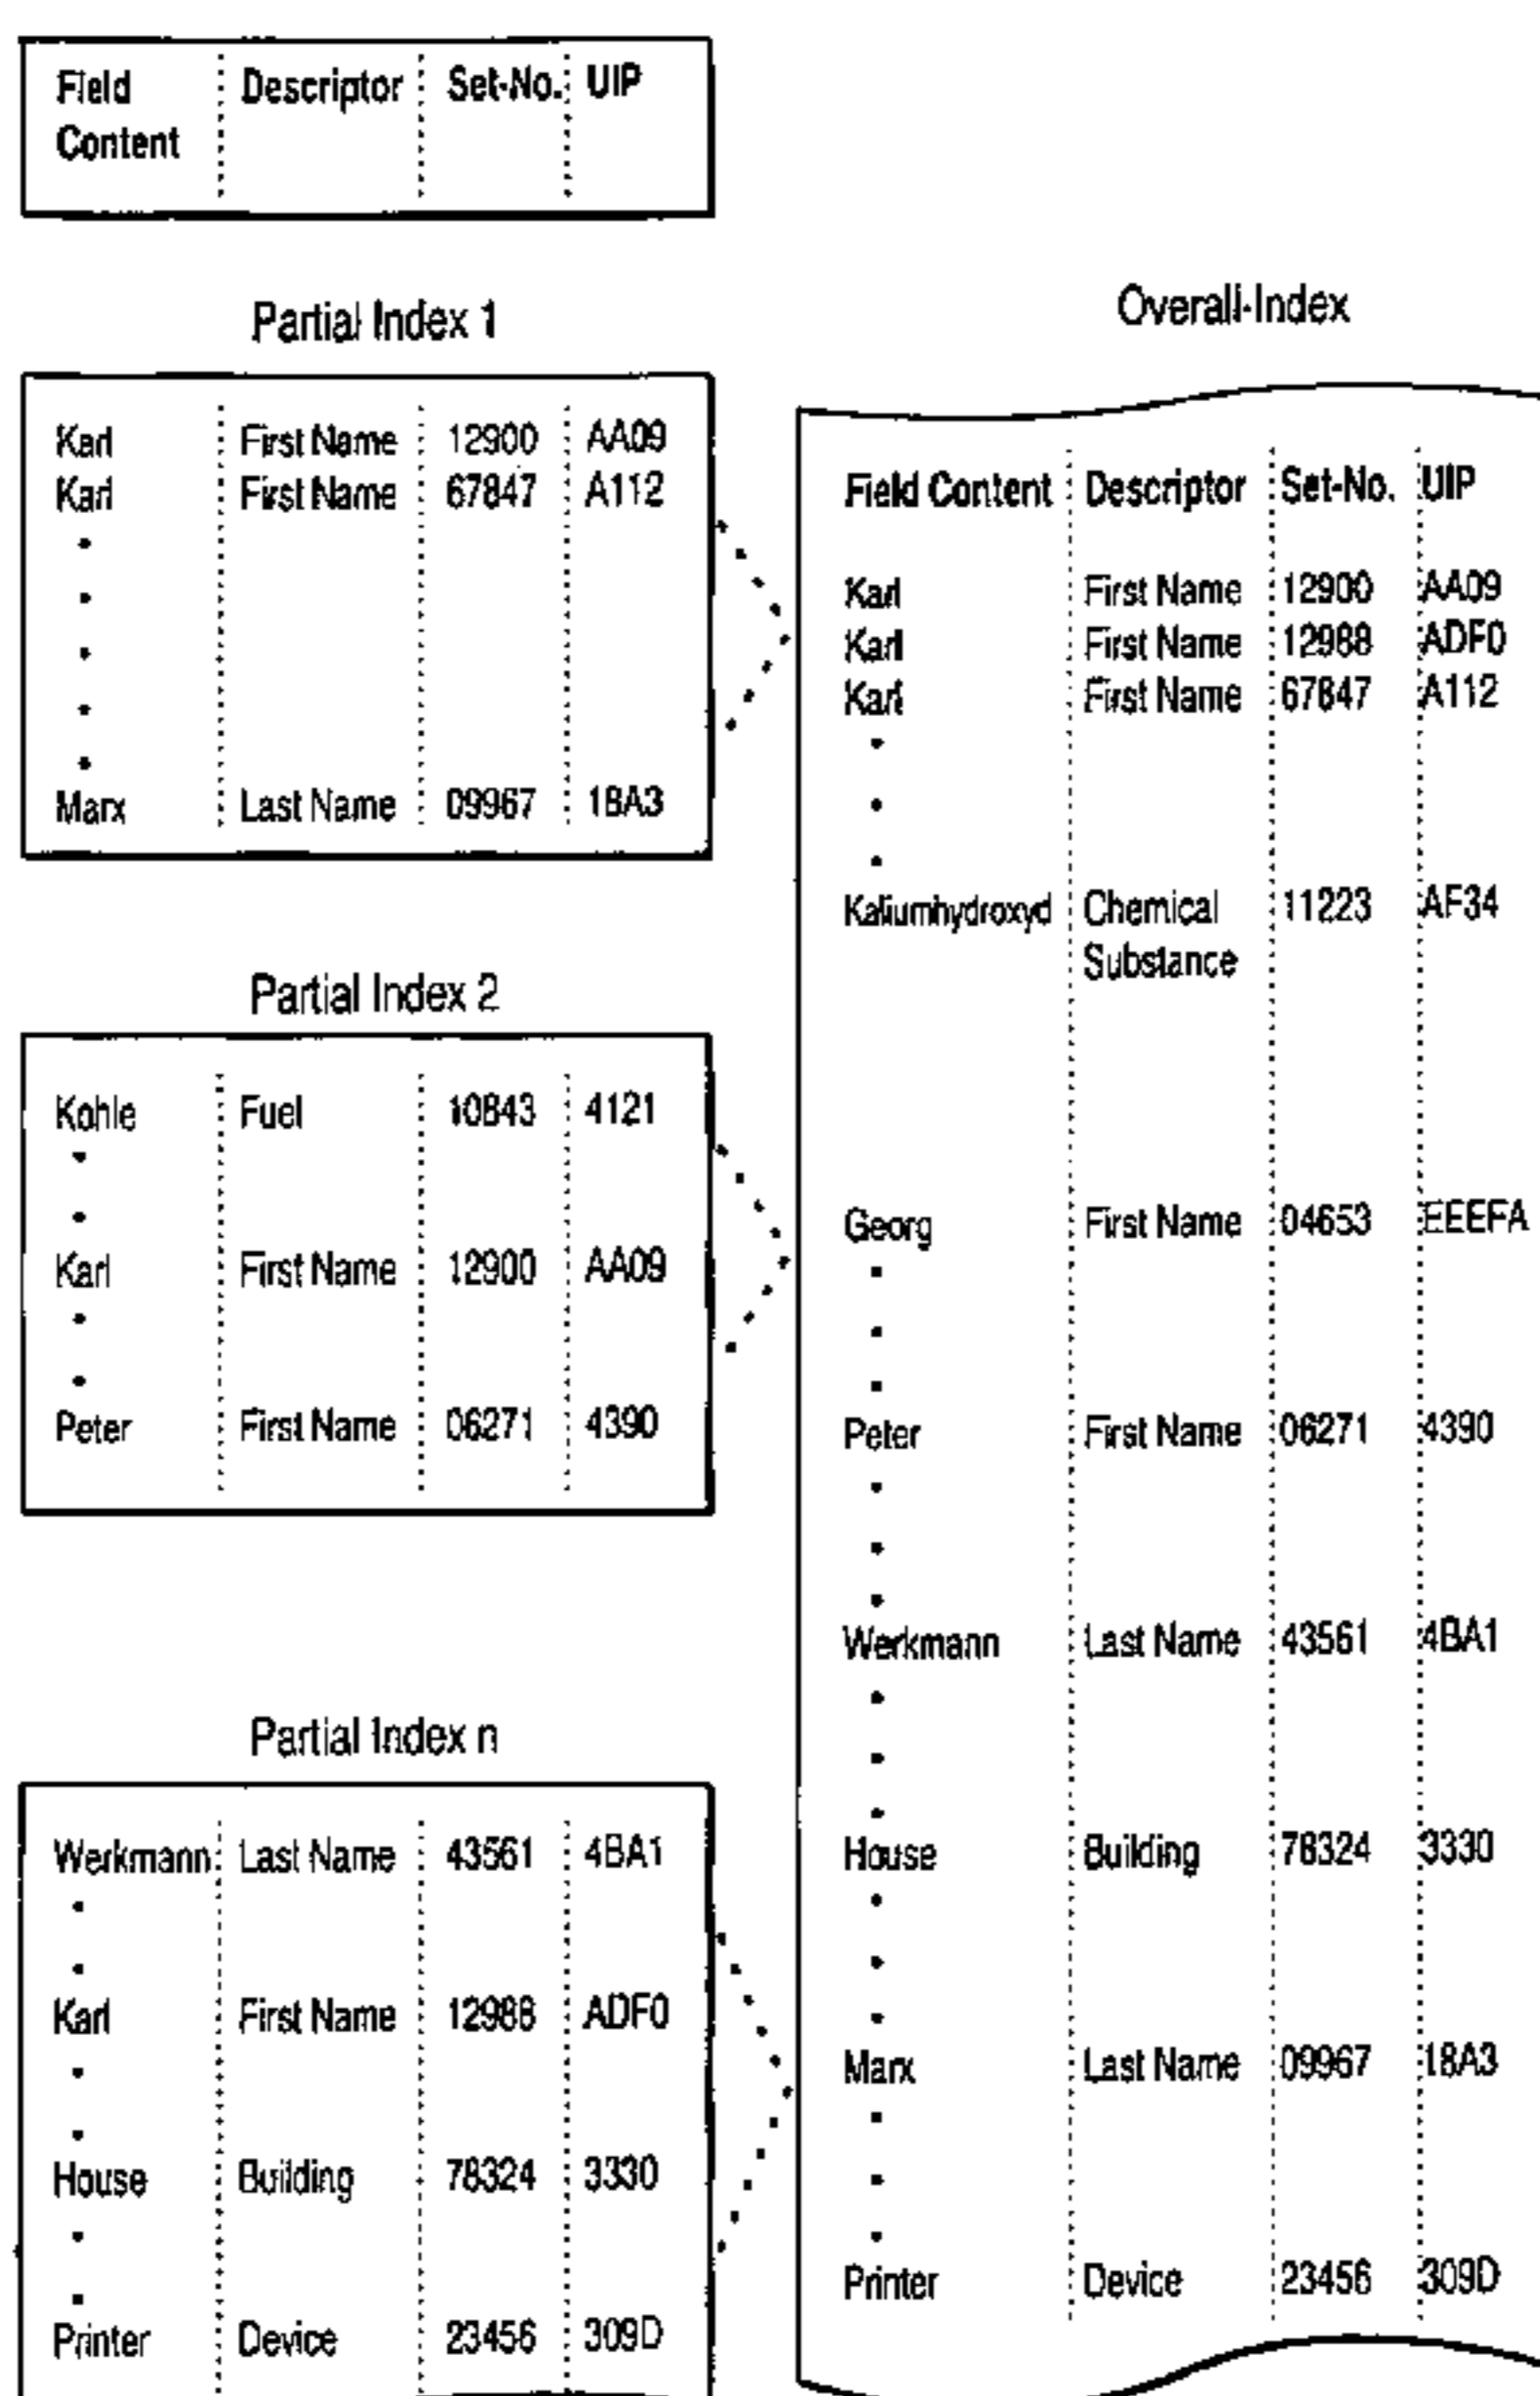 Field Content Descriptor Set-No. UIP
Partial Index 1
Karl First Name 12900 AA09
Karl First Name 67847 A112
Marx Last Name 09967 18A3
Partial Index 2
Kohle Fuel 10843 4121
Karl First Name 12900 AA09
Peter First Name 06271 4390
Partial Index n
Werkmann Last Name 43561 4BA1
Karl First Name 12988 ADF0
House Building 78324 3330
Printer Device 23456 309D
Overall-Index
Field Content Descriptor Set-No. UIP
Karl First Name 12900 AA09
Karl First Name 12988 ADF0
Karl First Name 67847 A112
Kaliumhydroxyd Chemical Substance 11223 AF34
Georg First Name 04653 EEEFA
Peter First Name 06271 4390
Werkmann Last Name 43561 4BA1
House Building 78324 3330
Marx Last Name 09967 18A3
Printer Device 23456 309D